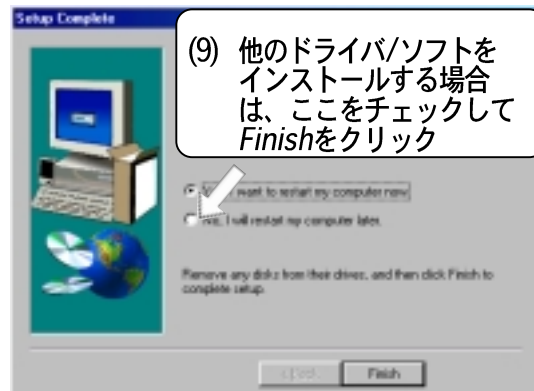 Setup Complete
(9) 他のドライバ/ソフトを
インストールする場合
は、ここをチェックして
Finishをクリック
want to restart my computer now.
No, I will restart my computer later.
Remove any disks from their drives, and then click Finish to
complete setup.
Finish